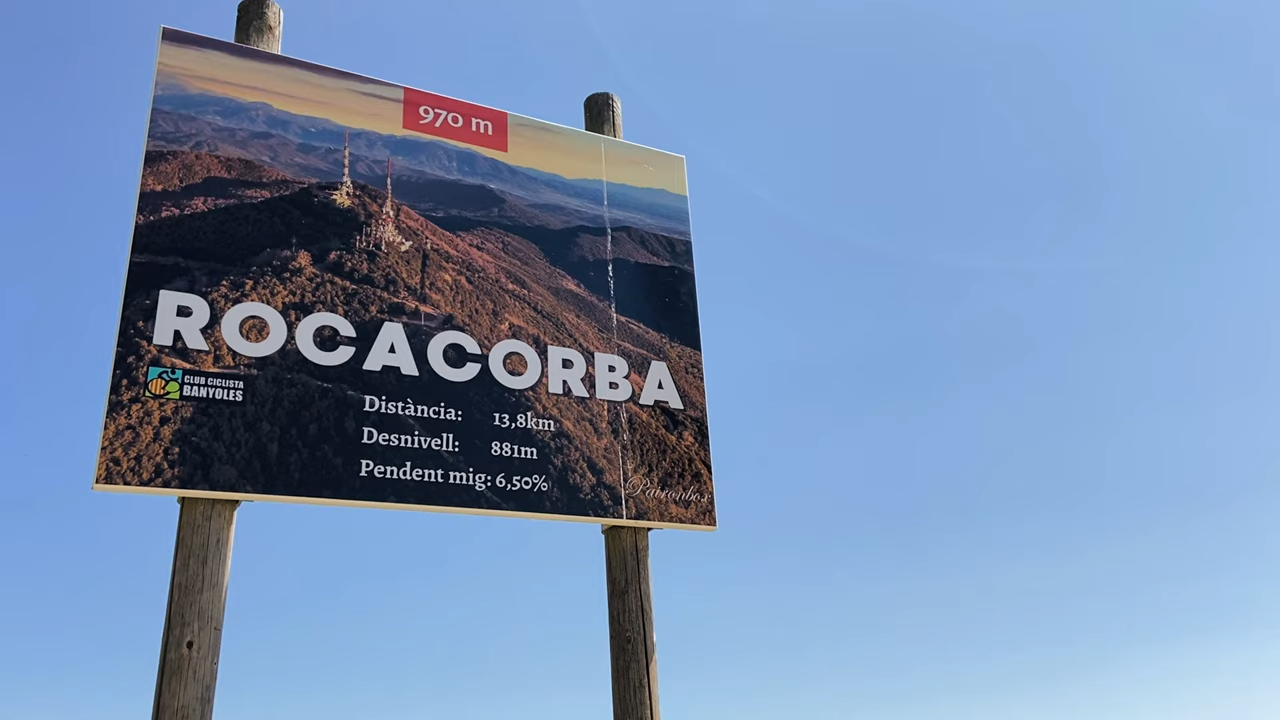 970 m
ROCACORBA
CLUB CICLISTA
BANYOLES
Distància: 13,8km
Desnivell: 881m
Pendent mig: 6,50%
Patronbox